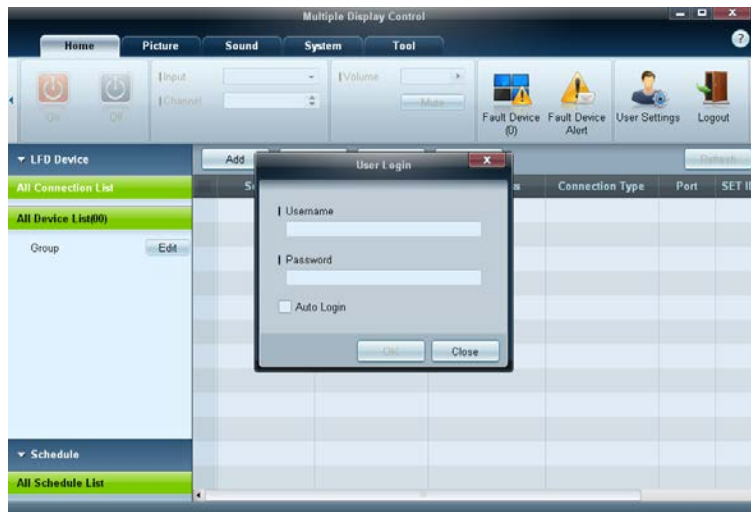 Multiple Display Control
Home Picture Sound System Tool
On Off Input Channel Volume Mute
Fault Device (0) Fault Device Alert User Settings Logout
LFD Device
Add Refresh
All Connection List
Connection Type Port SET I
All Device List(00)
Group Edit
User Login
Username
Password
Auto Login
OK Close
Schedule
All Schedule List